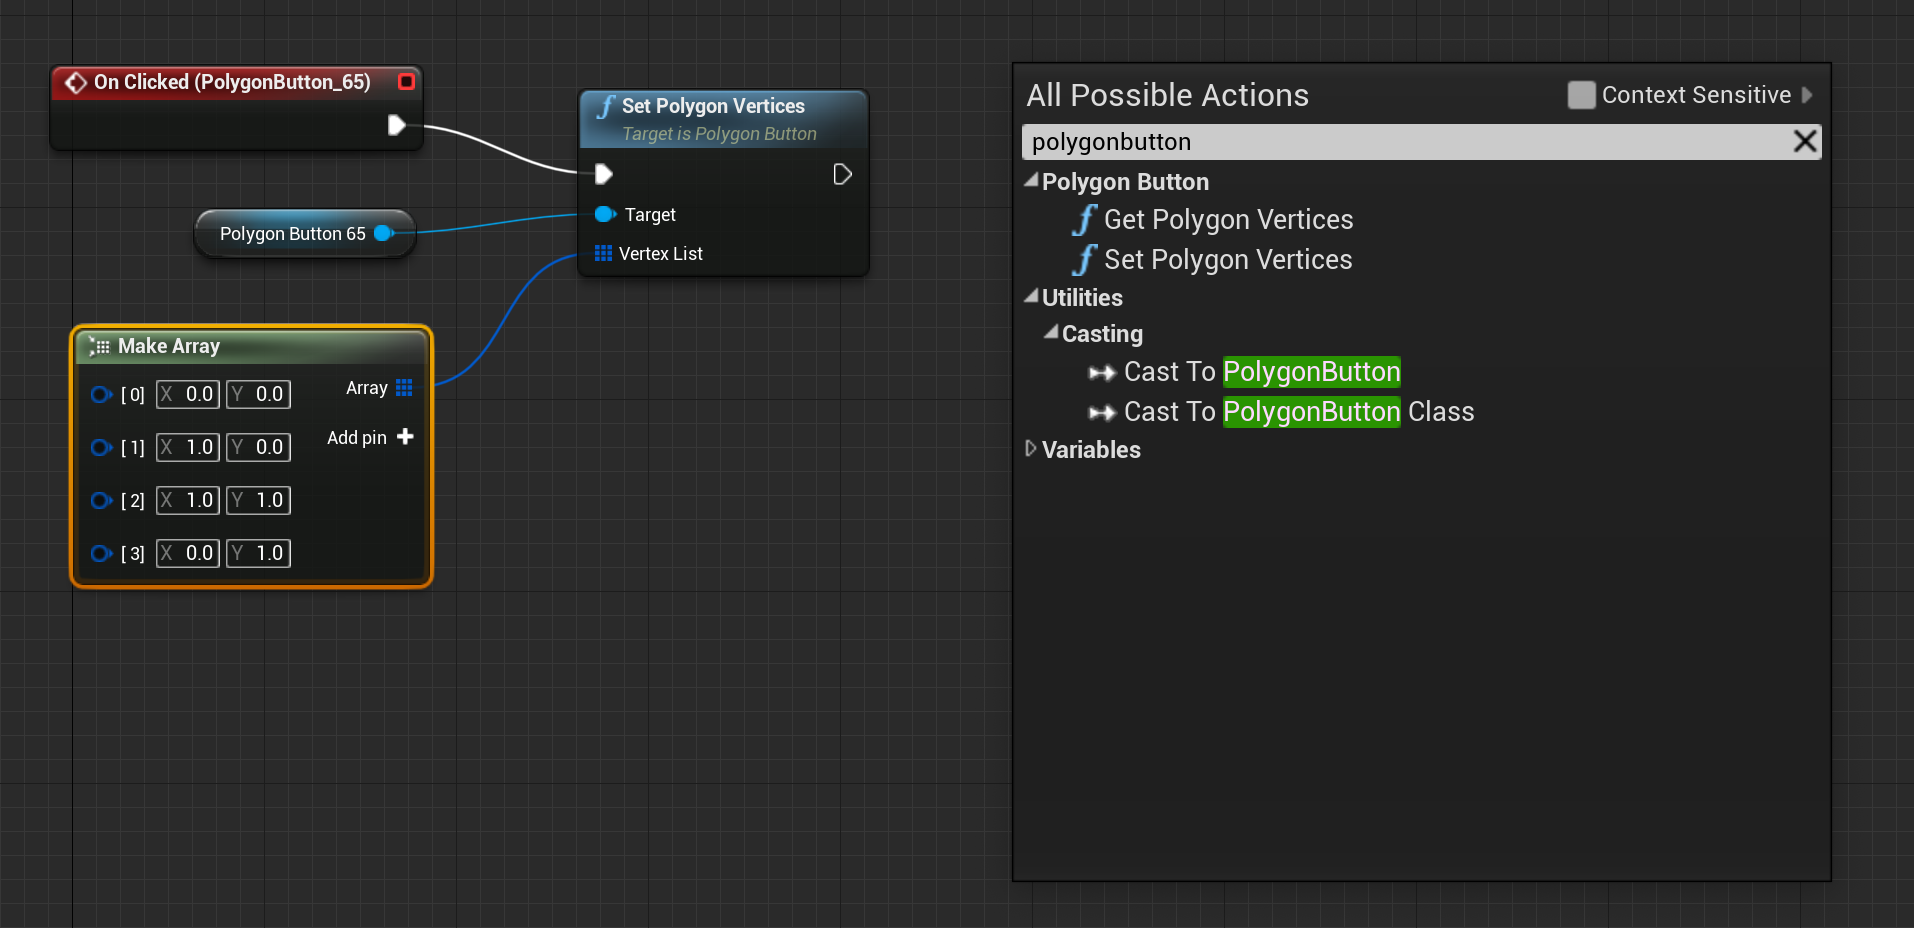 On Clicked (PolygonButton_65)
Set Polygon Vertices
Target is Polygon Button
Target
Vertex List
Polygon Button 65
Make Array
[0] X 0.0 Y 0.0
Array
[1] X 1.0 Y 0.0
Add pin
[2] X 1.0 Y 1.0
[3] X 0.0 Y 1.0
All Possible Actions
Context Sensitive
polygonbutton
Polygon Button
Get Polygon Vertices
Set Polygon Vertices
Utilities
Casting
Cast To PolygonButton
Cast To PolygonButton Class
Variables